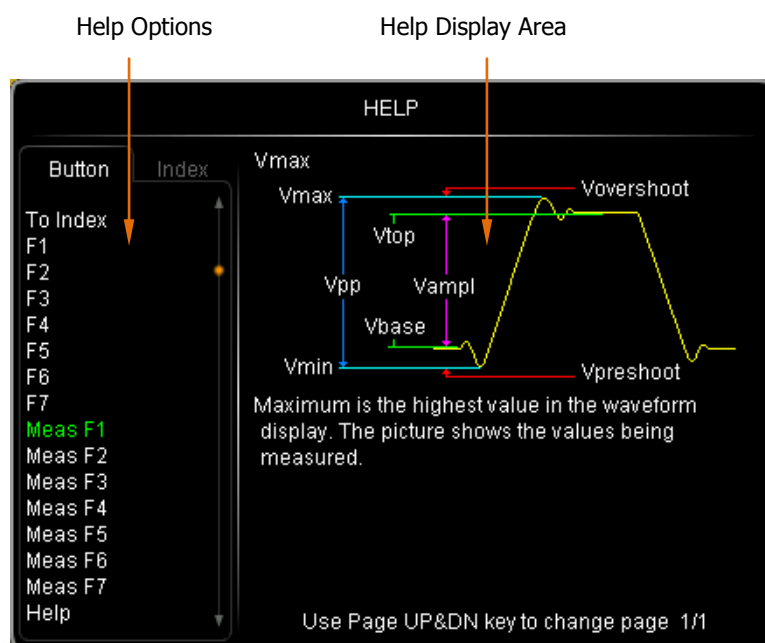 Help Options
Help Display Area
HELP
Button
Index
To Index
F1
F2
F3
F4
F5
F6
F7
Meas F1
Meas F2
Meas F3
Meas F4
Meas F5
Meas F6
Meas F7
Help
Vmax
Vmax
Vovershoot
Vtop
Vpp
Vampl
Vbase
Vmin
Vpreshoot
Maximum is the highest value in the waveform
display. The picture shows the values being
measured.
Use Page UP&DN key to change page 1/1